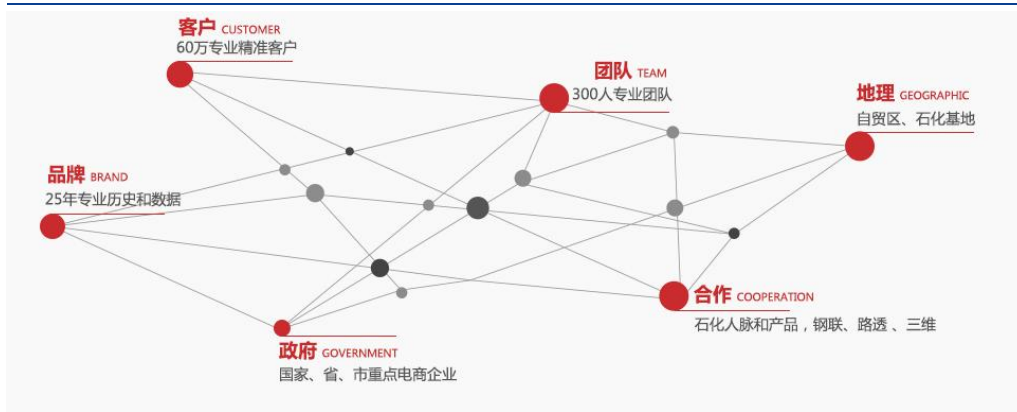 客户 CUSTOMER
60万专业精准客户
团队 TEAM
300人专业团队
地理 GEOGRAPHIC
自贸区、石化基地
品牌 BRAND
25年专业历史和数据
合作 COOPERATION
石化人脉和产品，钢联、路透 、三维
政府 GOVERNMENT
国家、省、市重点电商企业